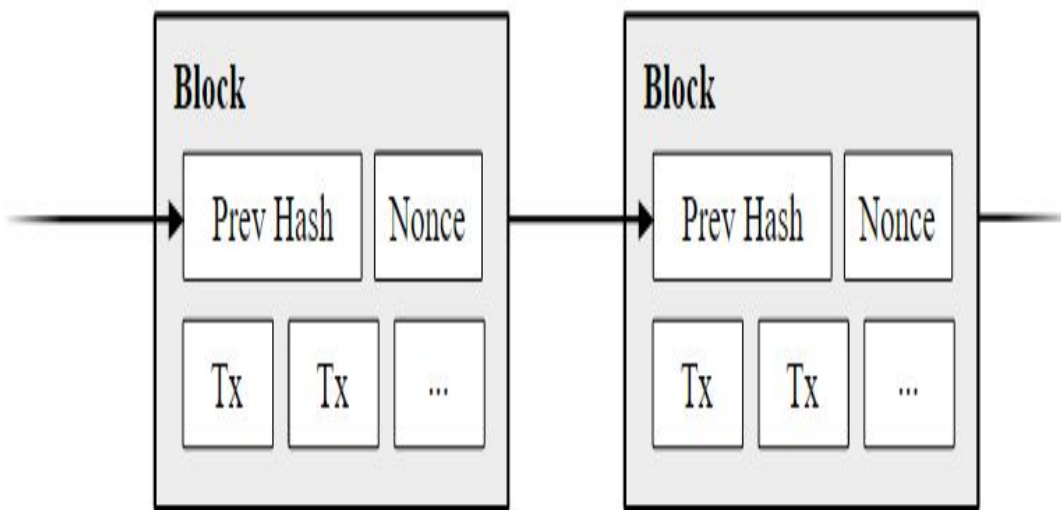 Block
Prev Hash
Nonce
Tx
Tx
...
Block
Prev Hash
Nonce
Tx
Tx
...